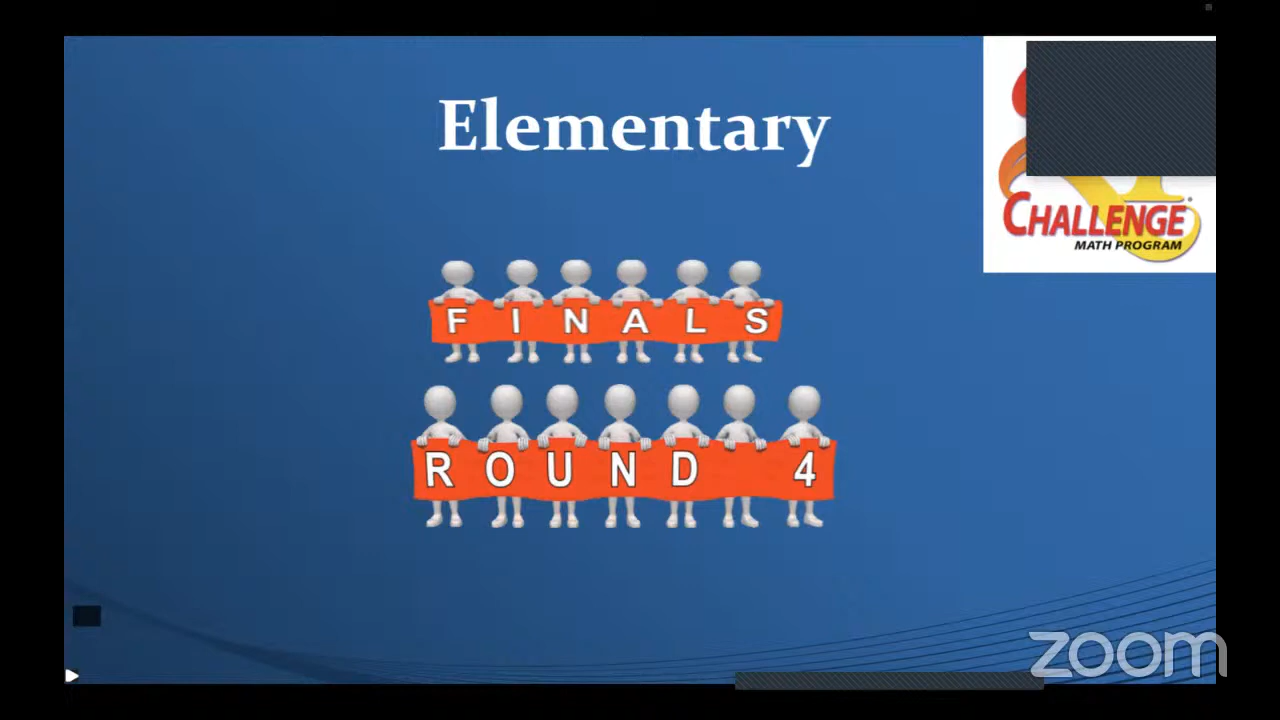 Elementary
CHALLENGE
MATH PROGRAM
FINALS
ROUND 4
zoom